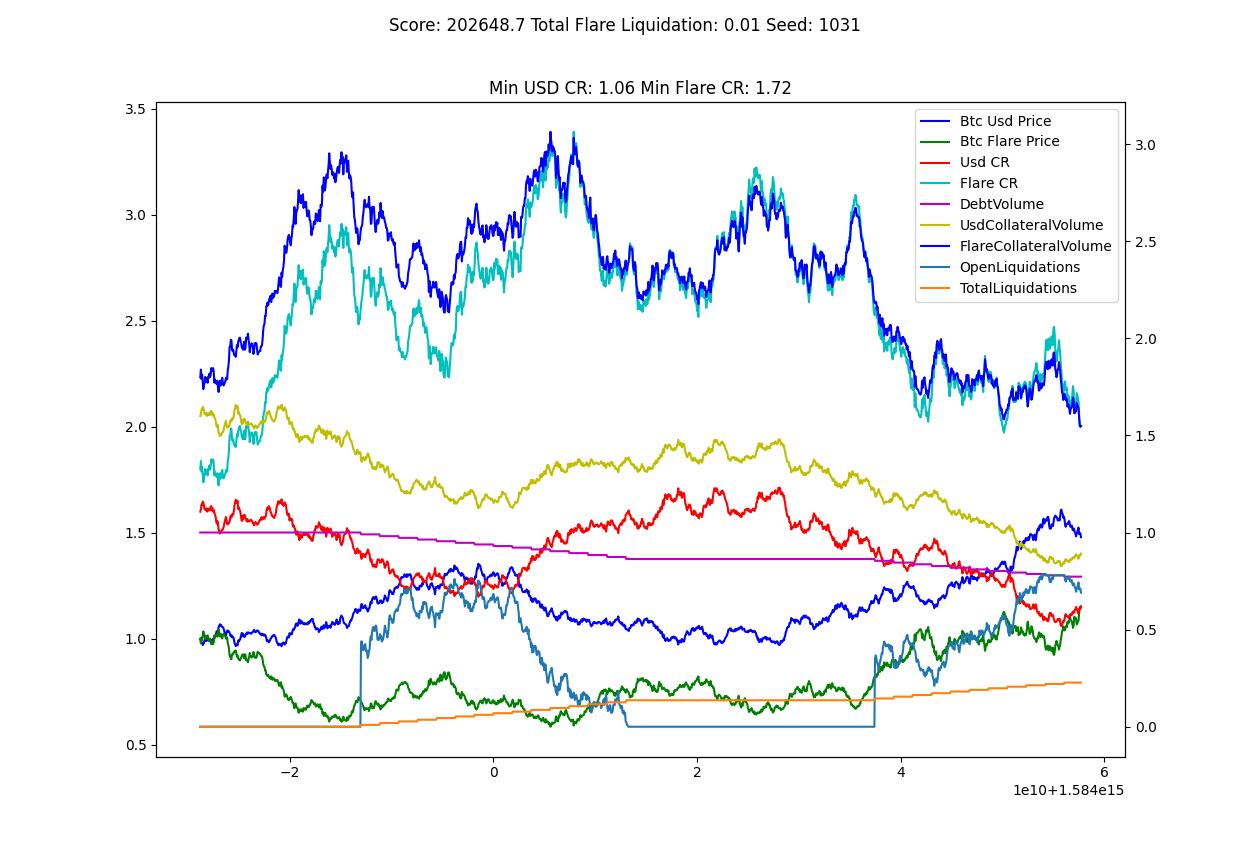 Score: 202648.7 Total Flare Liquidation: 0.01 Seed: 1031
Min USD CR: 1.06 Min Flare CR: 1.72
3.5
3.0
2.5
2.0
1.5
1.0
0.5
3.0
2.5
2.0
1.5
1.0
0.5
0.0
Btc Usd Price
Btc Flare Price
Usd CR
Flare CR
DebtVolume
UsdCollateralVolume
FlareCollateralVolume
OpenLiquidations
TotalLiquidations
−2 0 2 4 6
1e10+1.584e15